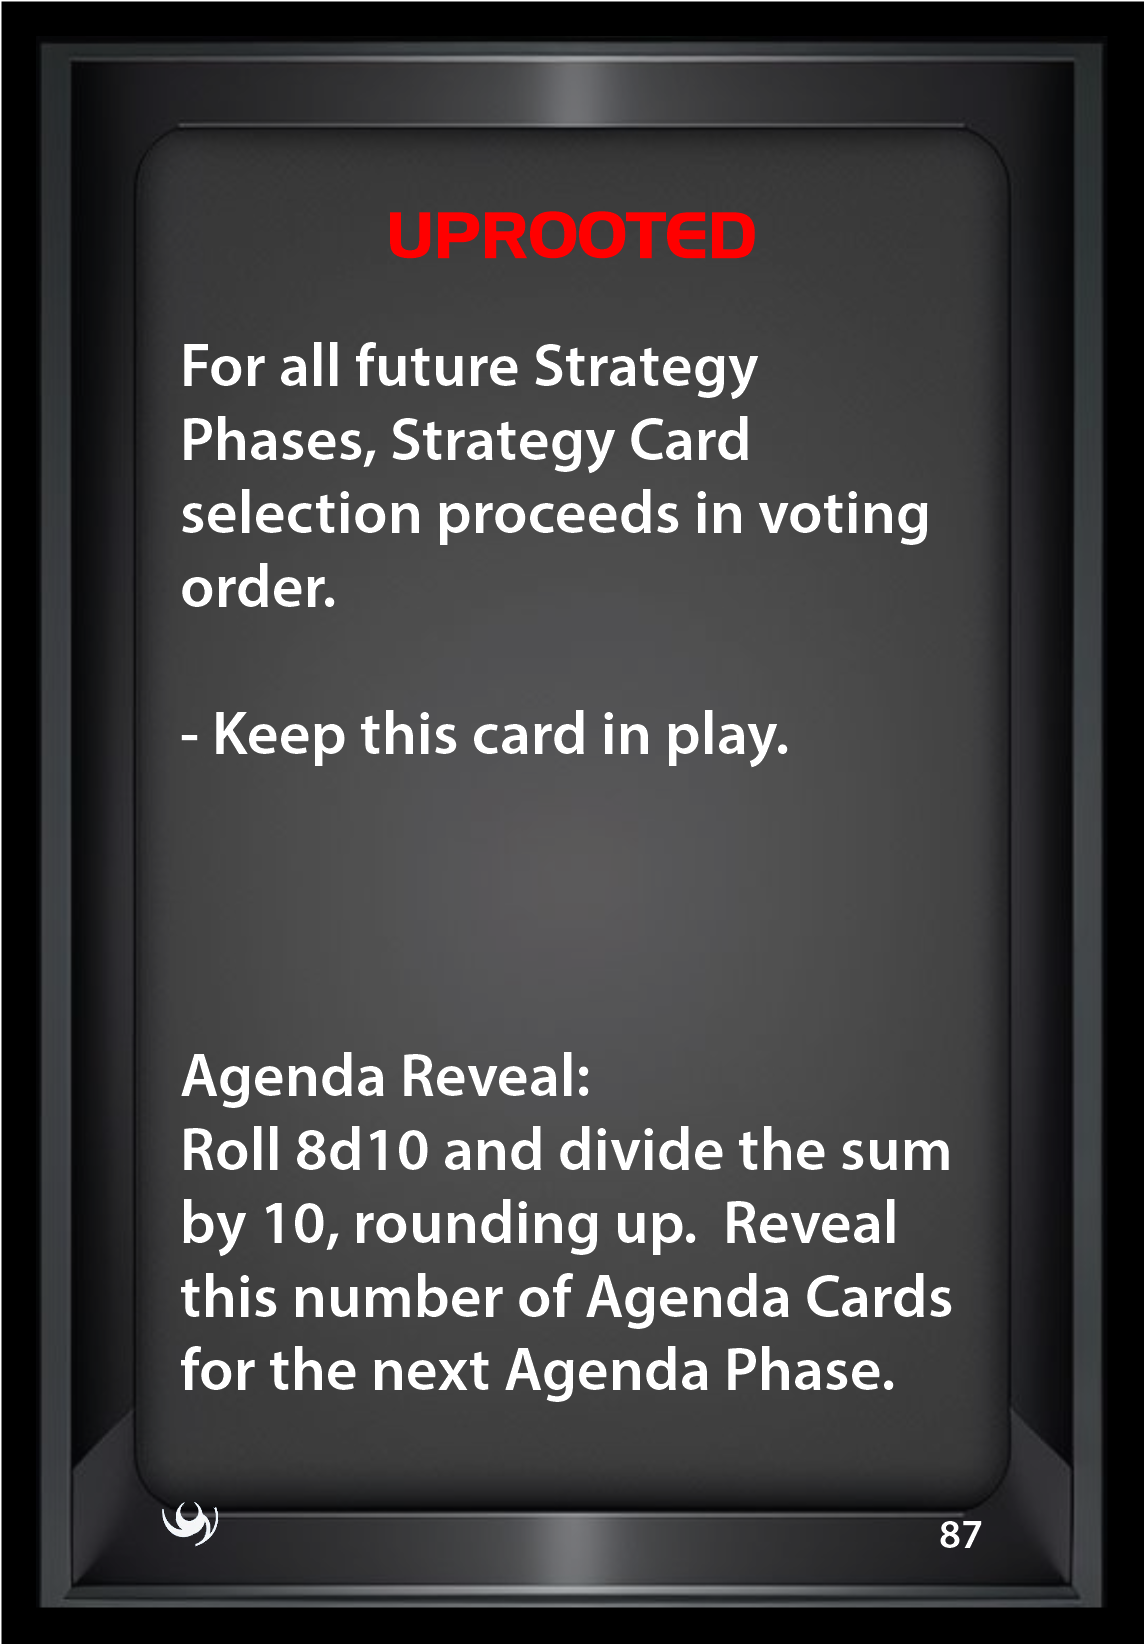 UPROOTED
For all future Strategy
Phases, Strategy Card
selection proceeds in voting
order.
- Keep this card in play.
Agenda Reveal:
Roll 8d10 and divide the sum
by 10, rounding up.  Reveal
this number of Agenda Cards
for the next Agenda Phase.
87